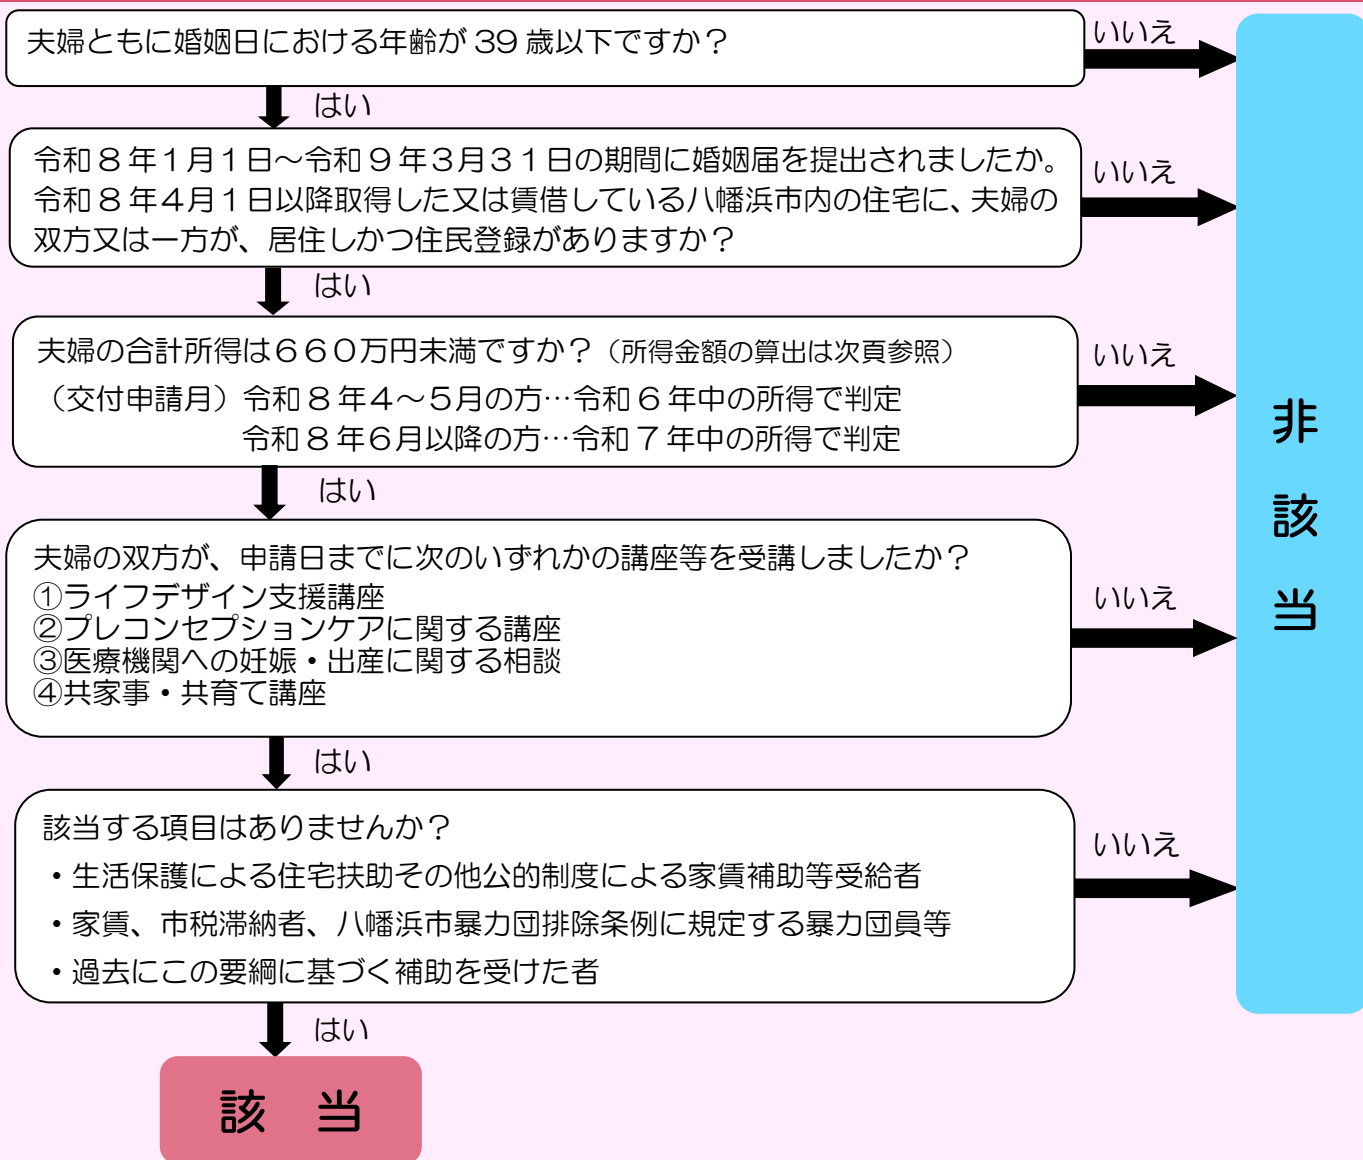 夫婦ともに婚姻日における年齢が39歳以下ですか？
いいえ
はい
令和８年１月１日～令和９年３月３１日の期間に婚姻届を提出されましたか。
令和８年４月１日以降取得した又は賃借している八幡浜市内の住宅に、夫婦の
双方又は一方が、居住しかつ住民登録がありますか？
いいえ
はい
夫婦の合計所得は６６０万円未満ですか？（所得金額の算出は次頁参照）
（交付申請月）令和８年４～５月の方…令和６年中の所得で判定
令和８年６月以降の方…令和７年中の所得で判定
いいえ
はい
夫婦の双方が、申請日までに次のいずれかの講座等を受講しましたか？
①ライフデザイン支援講座
②プレコンセプションケアに関する講座
③医療機関への妊娠・出産に関する相談
④共家事・共育て講座
いいえ
はい
該当する項目はありませんか？
・生活保護による住宅扶助その他公的制度による家賃補助等受給者
・家賃、市税滞納者、八幡浜市暴力団排除条例に規定する暴力団員等
・過去にこの要綱に基づく補助を受けた者
いいえ
はい
該　当
非該当